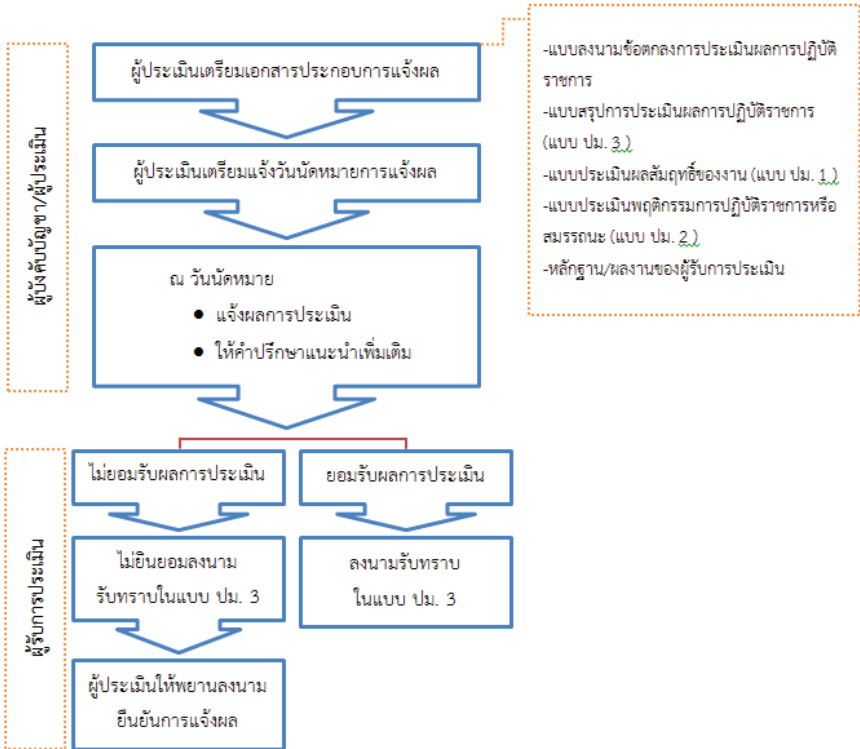 ผู้บังคับบัญชา/ผู้ประเมิน
ผู้ประเมินเตรียมเอกสารประกอบการแจ้งผล
-แบบลงนามข้อตกลงการประเมินผลการปฏิบัติ
ราชการ
-แบบสรุปการประเมินผลการปฏิบัติราชการ
(แบบ ปม. 3 )
-แบบประเมินผลสัมฤทธิ์ของงาน (แบบ ปม. 1 )
-แบบประเมินพฤติกรรมการปฏิบัติราชการหรือ
สมรรถนะ (แบบ ปม. 2 )
-หลักฐาน/ผลงานของผู้รับการประเมิน
ผู้ประเมินเตรียมแจ้งวันนัดหมายการแจ้งผล
ณ วันนัดหมาย
● แจ้งผลการประเมิน
● ให้คำปรึกษาแนะนำเพิ่มเติม
ผู้รับการประเมิน
ไม่ยอมรับผลการประเมิน
ยอมรับผลการประเมิน
ไม่ยินยอมลงนาม
รับทราบในแบบ ปม. 3
ลงนามรับทราบ
ในแบบ ปม. 3
ผู้ประเมินให้พยานลงนาม
ยืนยันการแจ้งผล